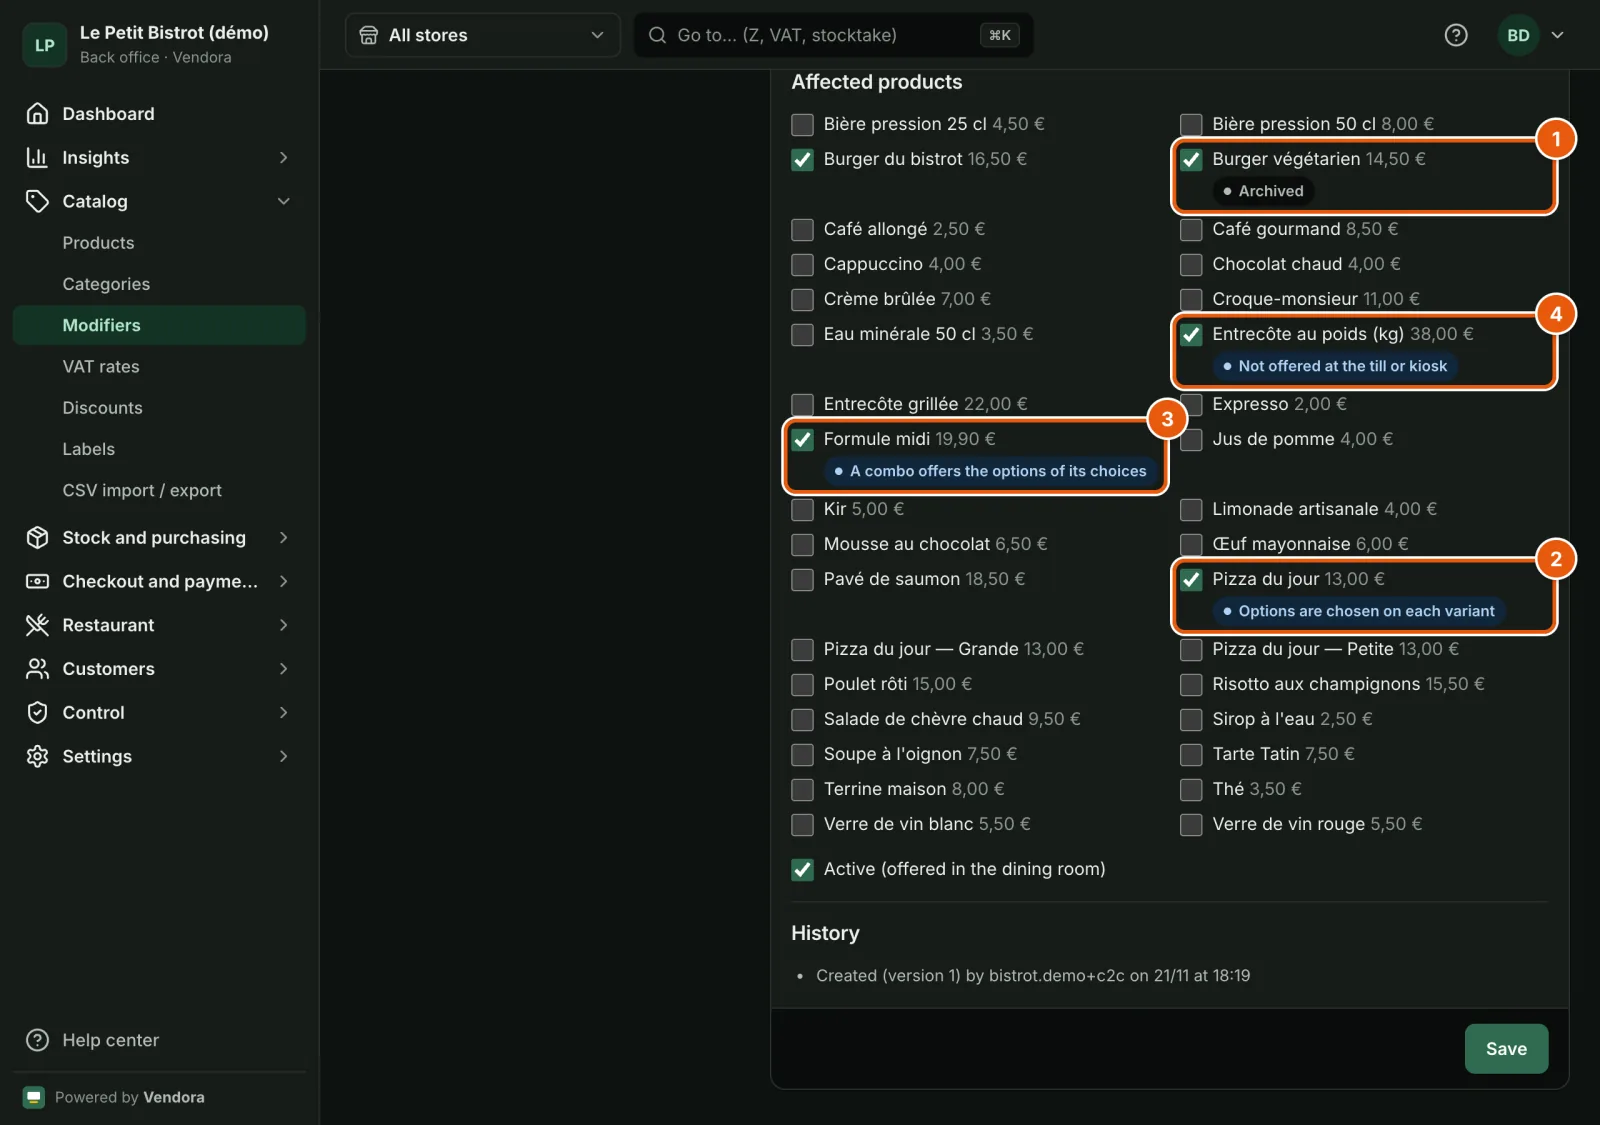 LP
Le Petit Bistrot (démo)
Back office · Vendora
All stores
Go to... (Z, VAT, stocktake)
⌘K
BD
Dashboard
Insights
Catalog
Products
Categories
Modifiers
VAT rates
Discounts
Labels
CSV import / export
Stock and purchasing
Checkout and payme...
Restaurant
Customers
Control
Settings
Help center
Powered by Vendora
Affected products
Bière pression 25 cl 4,50 €
Bière pression 50 cl 8,00 €
1
Burger du bistrot 16,50 €
Burger végétarien 14,50 €
Archived
Café allongé 2,50 €
Café gourmand 8,50 €
Cappuccino 4,00 €
Chocolat chaud 4,00 €
Crème brûlée 7,00 €
Croque-monsieur 11,00 €
4
Eau minérale 50 cl 3,50 €
Entrecôte au poids (kg) 38,00 €
Not offered at the till or kiosk
Entrecôte grillée 22,00 €
Expresso 2,00 €
3
Formule midi 19,90 €
A combo offers the options of its choices
Jus de pomme 4,00 €
Kir 5,00 €
Limonade artisanale 4,00 €
Mousse au chocolat 6,50 €
Œuf mayonnaise 6,00 €
2
Pavé de saumon 18,50 €
Pizza du jour 13,00 €
Options are chosen on each variant
Pizza du jour — Grande 13,00 €
Pizza du jour — Petite 13,00 €
Poulet rôti 15,00 €
Risotto aux champignons 15,50 €
Salade de chèvre chaud 9,50 €
Sirop à l'eau 2,50 €
Soupe à l'oignon 7,50 €
Tarte Tatin 7,50 €
Terrine maison 8,00 €
Thé 3,50 €
Verre de vin blanc 5,50 €
Verre de vin rouge 5,50 €
Active (offered in the dining room)
History
• Created (version 1) by bistrot.demo+c2c on 21/11 at 18:19
Save